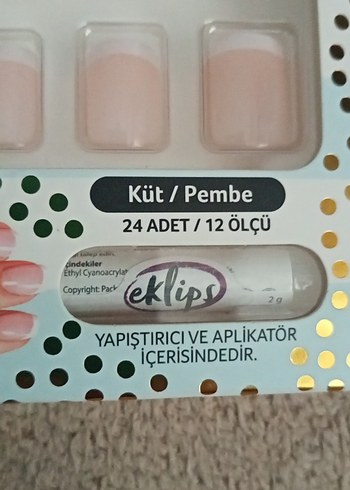 Küt / Pembe
24 ADET / 12 ÖLÇÜ
İçindekiler
Ethyl Cyanoacrylat
Copyright: Pack
eklips
2 g
YAPIŞTIRICI VE APLİKATÖR
İÇERİSİNDEDİR.